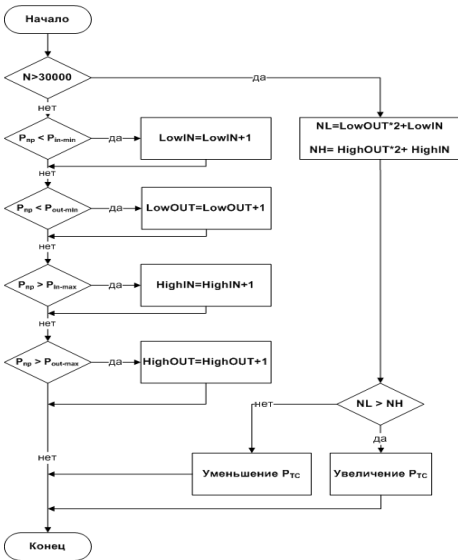 Начало
N>30000
да
нет
Pпр < Pin-min
да
LowIN=LowIN+1
NL=LowOUT*2+LowIN
NH= HighOUT*2+ HighIN
нет
Pпр < Pout-min
да
LowOUT=LowOUT+1
нет
Pпр > Pin-max
да
HighIN=HighIN+1
нет
Pпр > Pout-max
да
HighOUT=HighOUT+1
нет
NL > NH
да
нет
Уменьшение PТС
Увеличение PТС
Конец